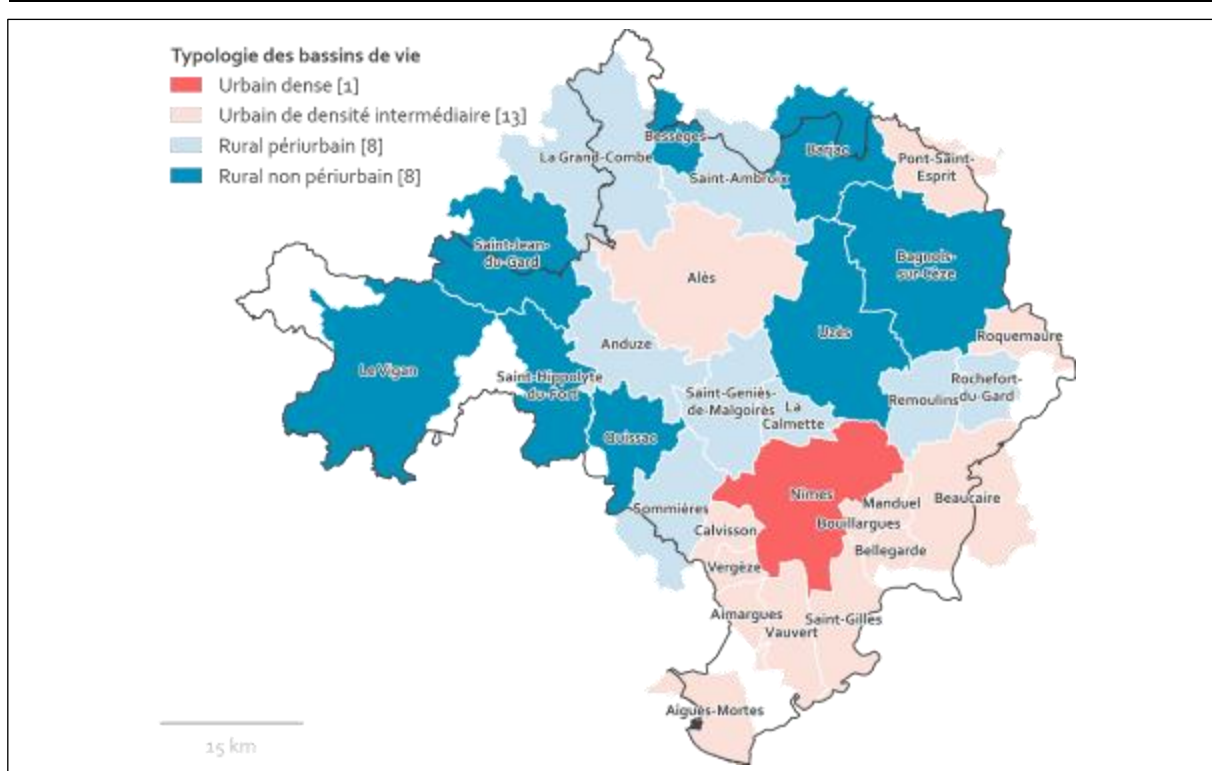 Typologie des bassins de vie
Urbain dense [1]
Urbain de densité intermédiaire [13]
Rural périurbain [8]
Rural non périurbain [8]
Bessèges
La Grand-Combe
Barjac
Pont-Saint-
Esprit
Saint-Ambroix
Saint-Jean-
du-Gard
Alès
Bagnols-
sur-Cèze
Uzès
Roquemaure
Anduze
Le Vigan
Saint-Hippolyte
du-Fort
Saint-Geniès-
de-Malgoirès
La
Calmette
Remoulins
Rochefort-
du-Gard
Quissac
Nîmes
Manduel
Beaucaire
Sommières
Calvisson
Bouillargues
Bellegarde
Vergèze
Aimargues
Vauvert
Saint-Gilles
Aigues-Mortes
15 km